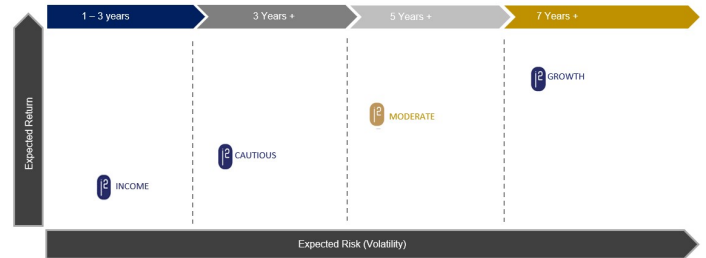 1 – 3 years
3 Years +
5 Years +
7 Years +
Expected Return
GROWTH
MODERATE
CAUTIOUS
INCOME
Expected Risk (Volatility)